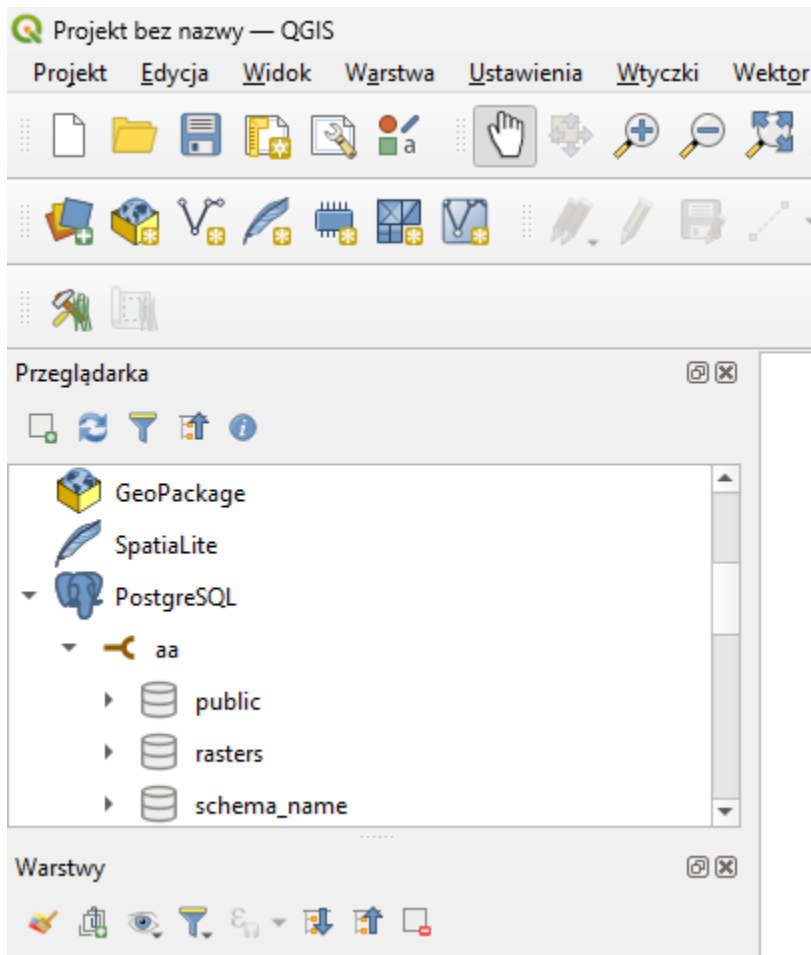 Projekt bez nazwy — QGIS
Projekt Edycja Widok Warstwa Ustawienia Wtyczki Wektor
a
Przeglądarka
GeoPackage
SpatiaLite
PostgreSQL
aa
public
rasters
schema_name
Warstwy